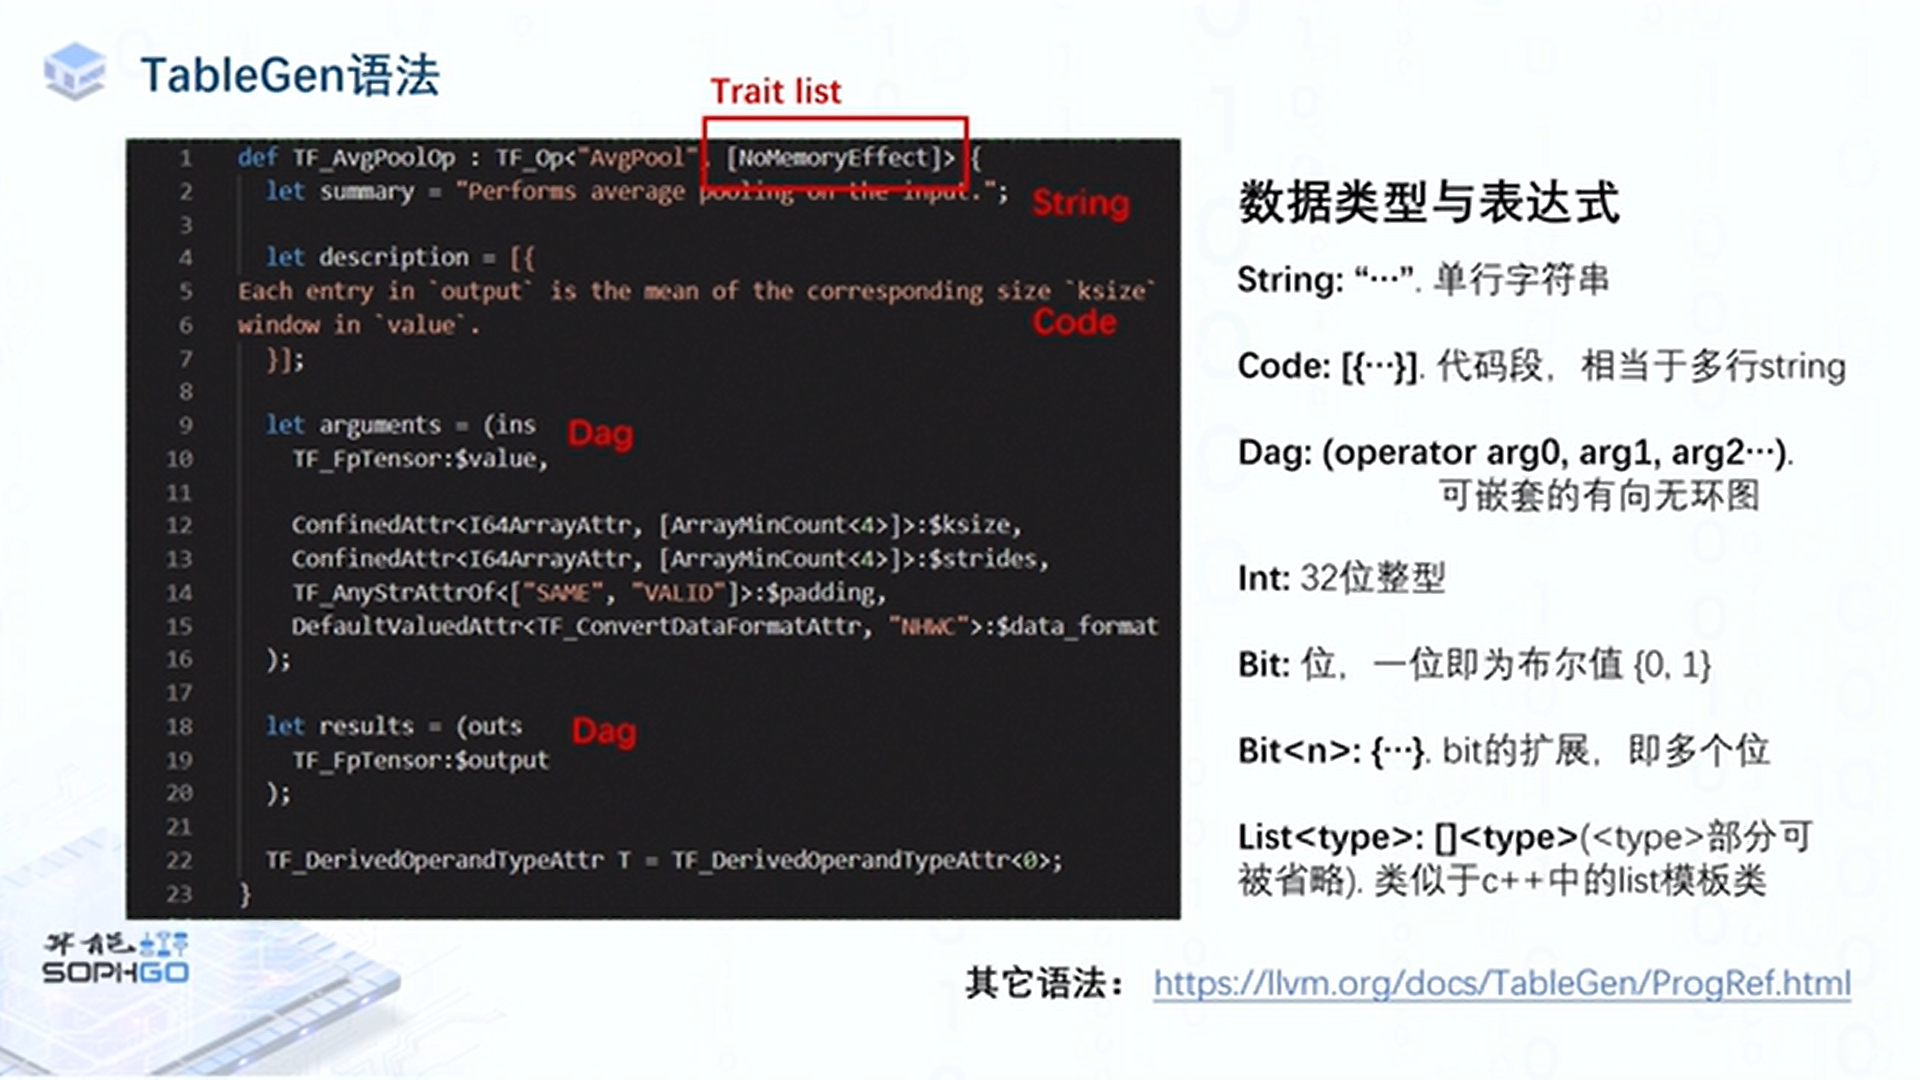 TableGen语法
Trait list
1 def TF_AvgPoolOp : TF_Op<"AvgPool", [NoMemoryEffect]> {
2 let summary = "Performs average pooling on the input.";
String
3
4 let description = [{
5 Each entry in `output` is the mean of the corresponding size `ksize`
6 window in `value`.
Code
7 }];
8
9 let arguments = (ins
Dag
10 TF_FpTensor:$value,
11
12 ConfinedAttr<I64ArrayAttr, [ArrayMinCount<4>]>:$ksize,
13 ConfinedAttr<I64ArrayAttr, [ArrayMinCount<4>]>:$strides,
14 TF_AnyStrAttrOf<["SAME", "VALID"]>:$padding,
15 DefaultValuedAttr<TF_ConvertDataFormatAttr, "NHWC">:$data_format
16 );
17
18 let results = (outs
Dag
19 TF_FpTensor:$output
20 );
21
22 TF_DerivedOperandTypeAttr T = TF_DerivedOperandTypeAttr<0>;
23 }
数据类型与表达式
String: “…”. 单行字符串
Code: [{…}]. 代码段，相当于多行string
Dag: (operator arg0, arg1, arg2…).
可嵌套的有向无环图
Int: 32位整型
Bit: 位，一位即为布尔值 {0, 1}
Bit<n>: {…}. bit的扩展，即多个位
List<type>: []<type>(<type>部分可
被省略). 类似于c++中的list模板类
算能
SOPHGO
其它语法： https://llvm.org/docs/TableGen/ProgRef.html